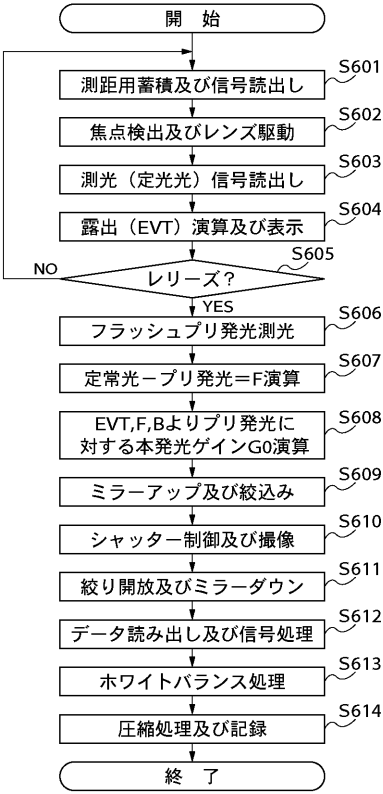 開　始
測距用蓄積及び信号読出し
S601
焦点検出及びレンズ駆動
S602
測光（定光光）信号読出し
S603
露出（EVT）演算及び表示
S604
レリーズ？
S605
NO
YES
フラッシュプリ発光測光
S606
定常光－プリ発光＝F演算
S607
EVT,F,Bよりプリ発光に
対する本発光ゲインG0演算
S608
ミラーアップ及び絞込み
S609
シャッター制御及び撮像
S610
絞り開放及びミラーダウン
S611
データ読み出し及び信号処理
S612
ホワイトバランス処理
S613
圧縮処理及び記録
S614
終　了